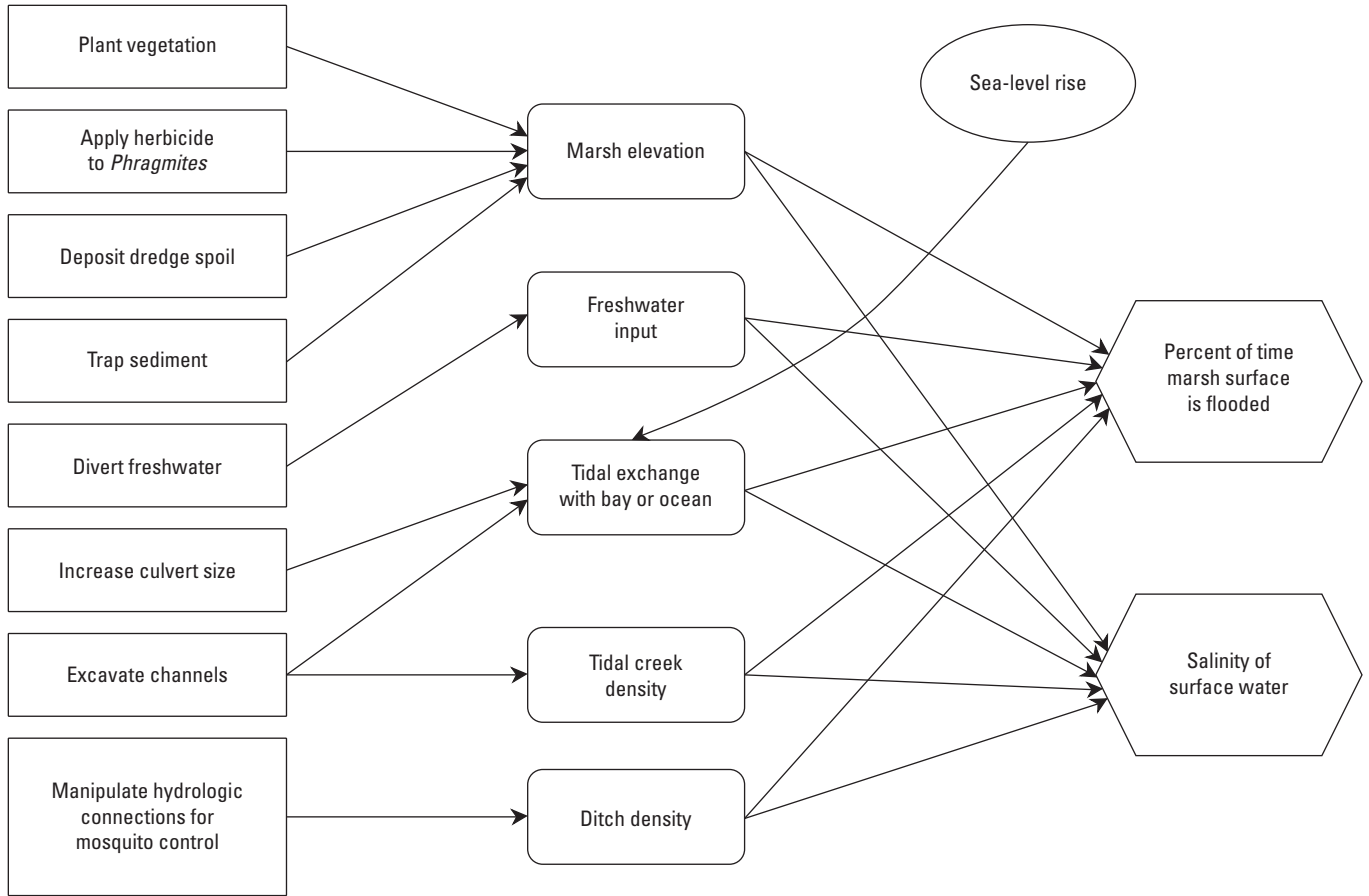 Plant vegetation
Apply herbicide
to Phragmites
Deposit dredge spoil
Trap sediment
Divert freshwater
Increase culvert size
Excavate channels
Manipulate hydrologic
connections for
mosquito control
Marsh elevation
Freshwater
input
Tidal exchange
with bay or ocean
Tidal creek
density
Ditch density
Sea-level rise
Percent of time
marsh surface
is flooded
Salinity of
surface water